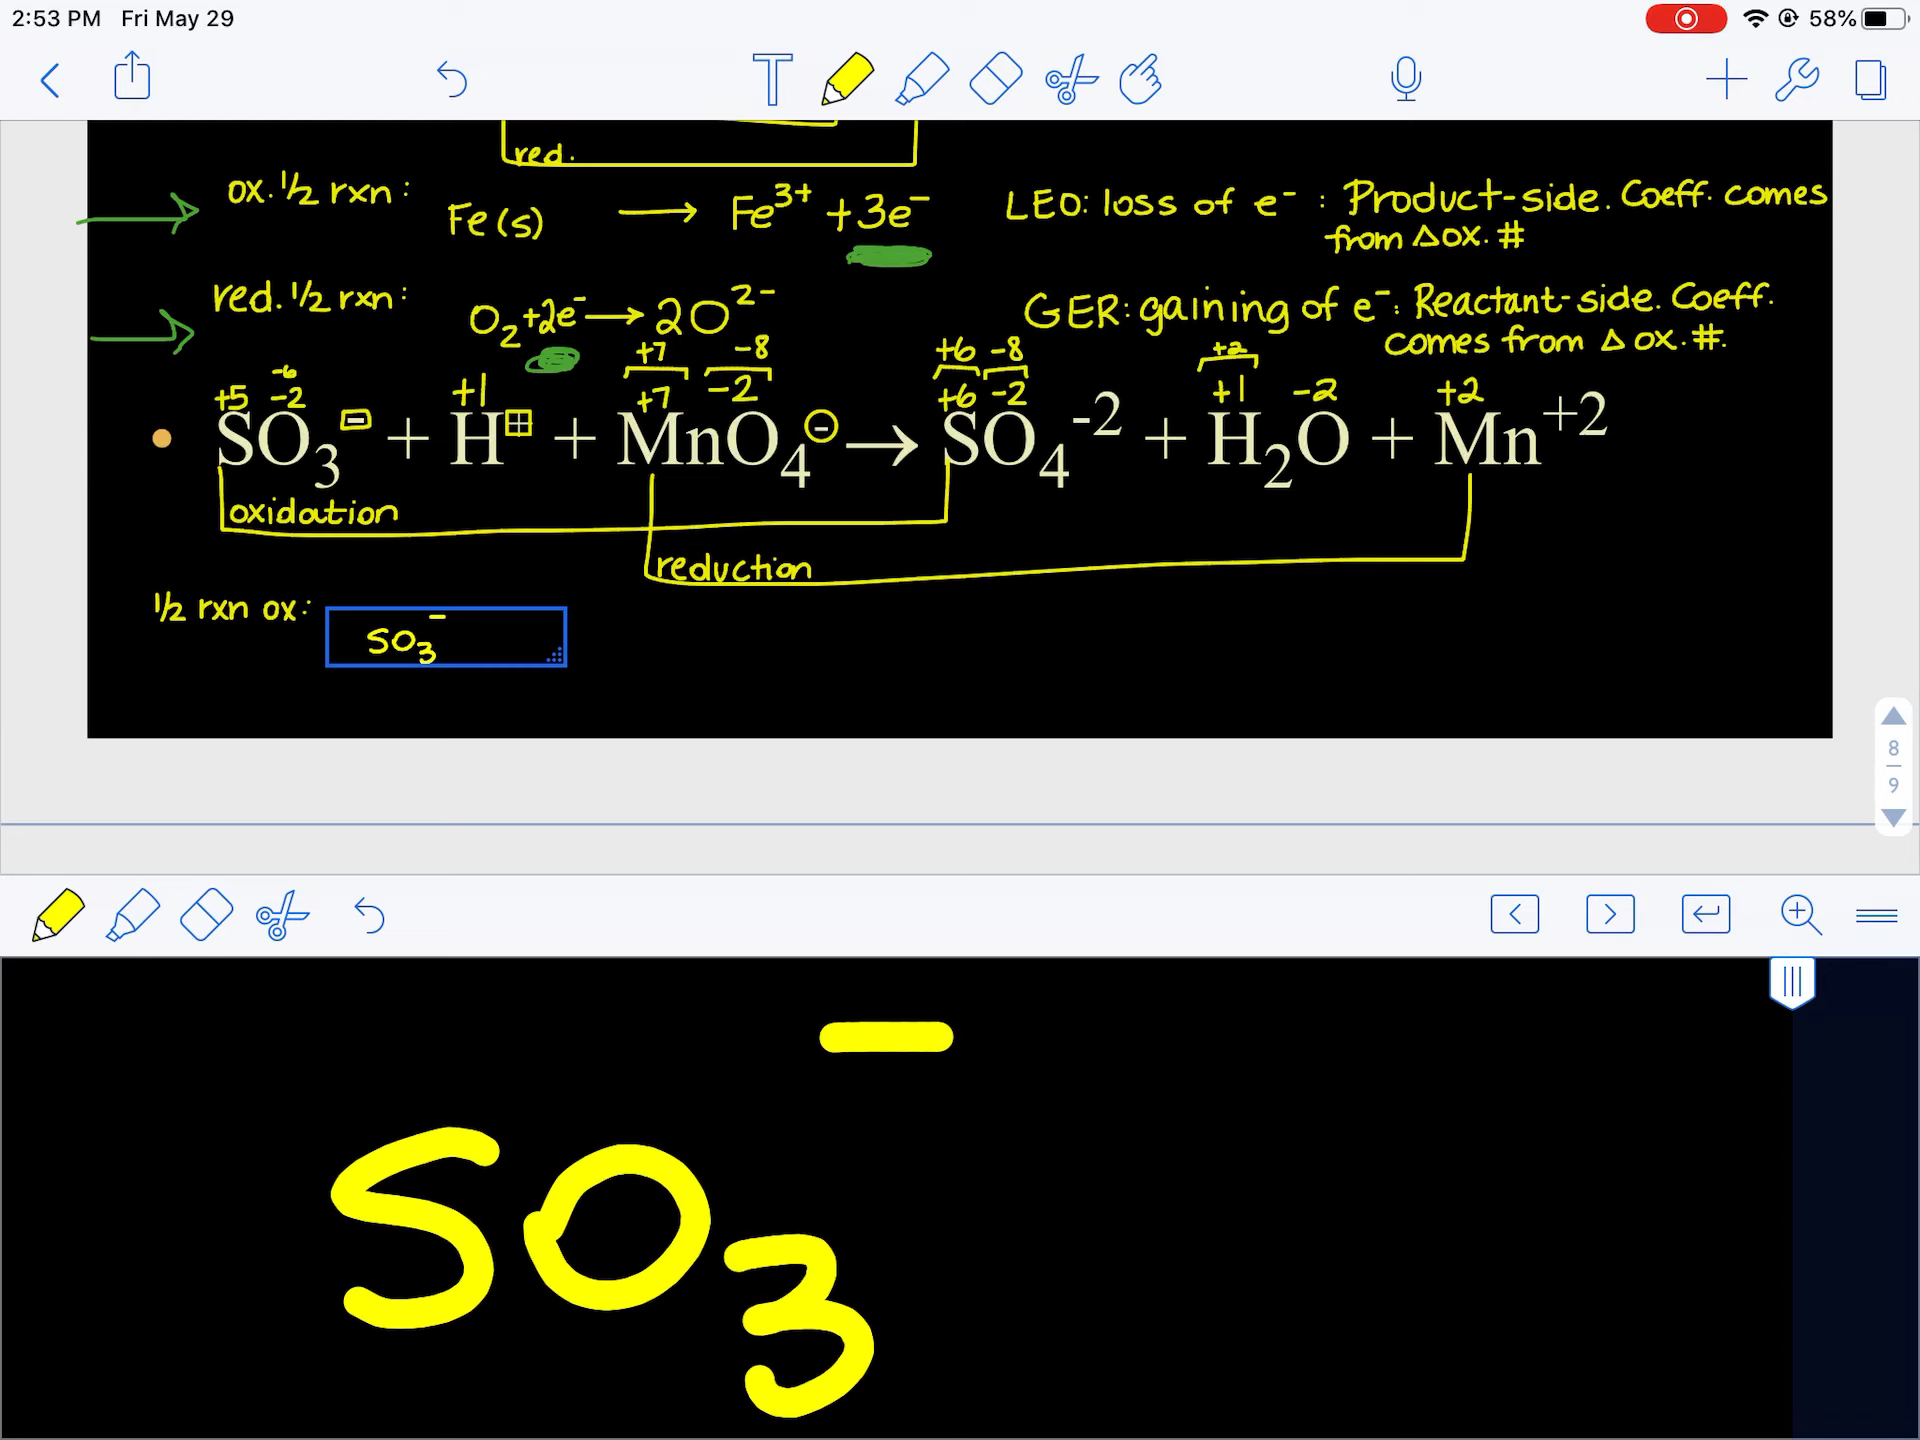 2:53 PM Fri May 29 58%
T
red.
ox. 1/2 rxn: Fe(s) → Fe³⁺ + 3e⁻ LEO: loss of e⁻ : Product-side. Coeff. comes
from Δox. #
red. 1/2 rxn: O₂+2e⁻ → 2O²⁻ GER: gaining of e⁻: Reactant-side. Coeff.
comes from Δ ox. #.
-6 +7 -8 +6 -8 +2
+5 -2 +1 +7 -2 +6 -2 +1 -2 +2
• SO₃⁻ + H⁺ + MnO₄⁻ → SO₄⁻² + H₂O + Mn⁺²
oxidation
reduction
1/2 rxn ox: SO₃⁻
8
9
SO₃⁻